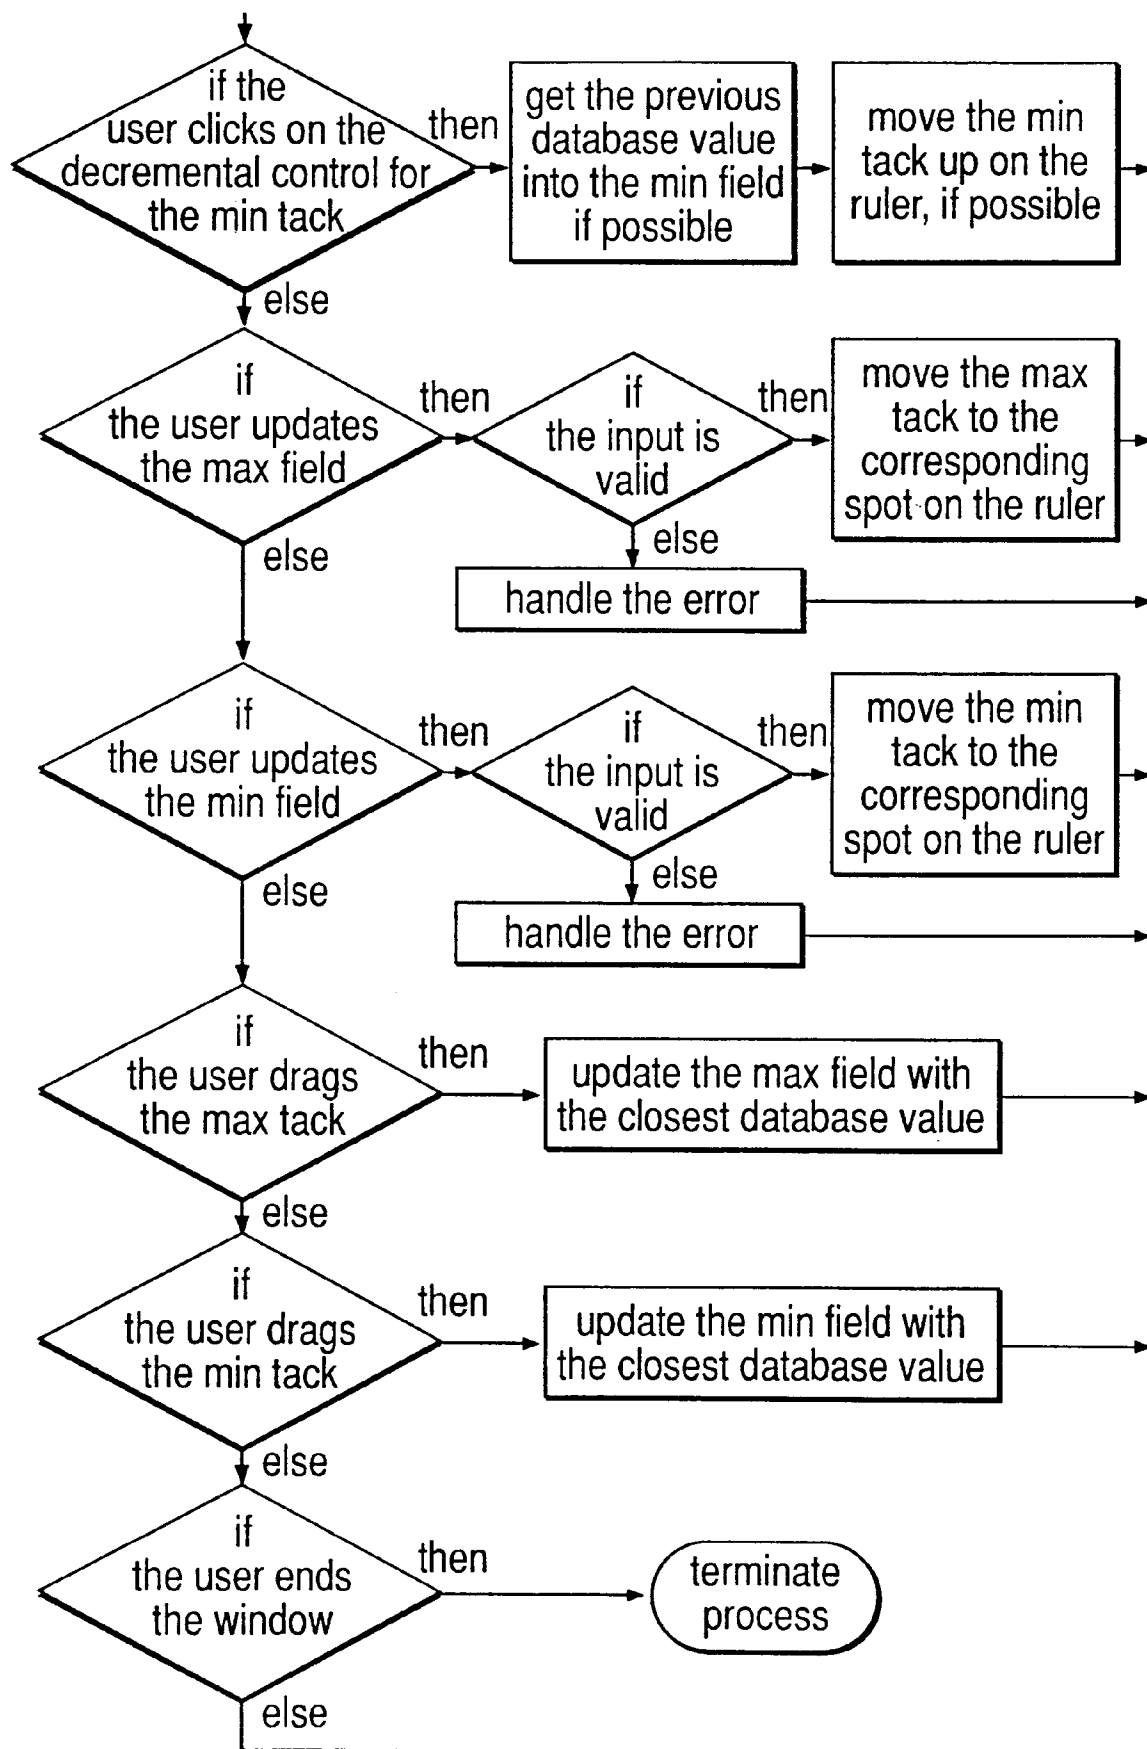 if the
user clicks on the
decremental control for
the min tack
then
get the previous
database value
into the min field
if possible
move the min
tack up on the
ruler, if possible
else
if
the user updates
the max field
then
if
the input is
valid
then
move the max
tack to the
corresponding
spot on the ruler
else
handle the error
else
if
the user updates
the min field
then
if
the input is
valid
then
move the min
tack to the
corresponding
spot on the ruler
else
handle the error
else
if
the user drags
the max tack
then
update the max field with
the closest database value
else
if
the user drags
the min tack
then
update the min field with
the closest database value
else
if
the user ends
the window
then
terminate
process
else